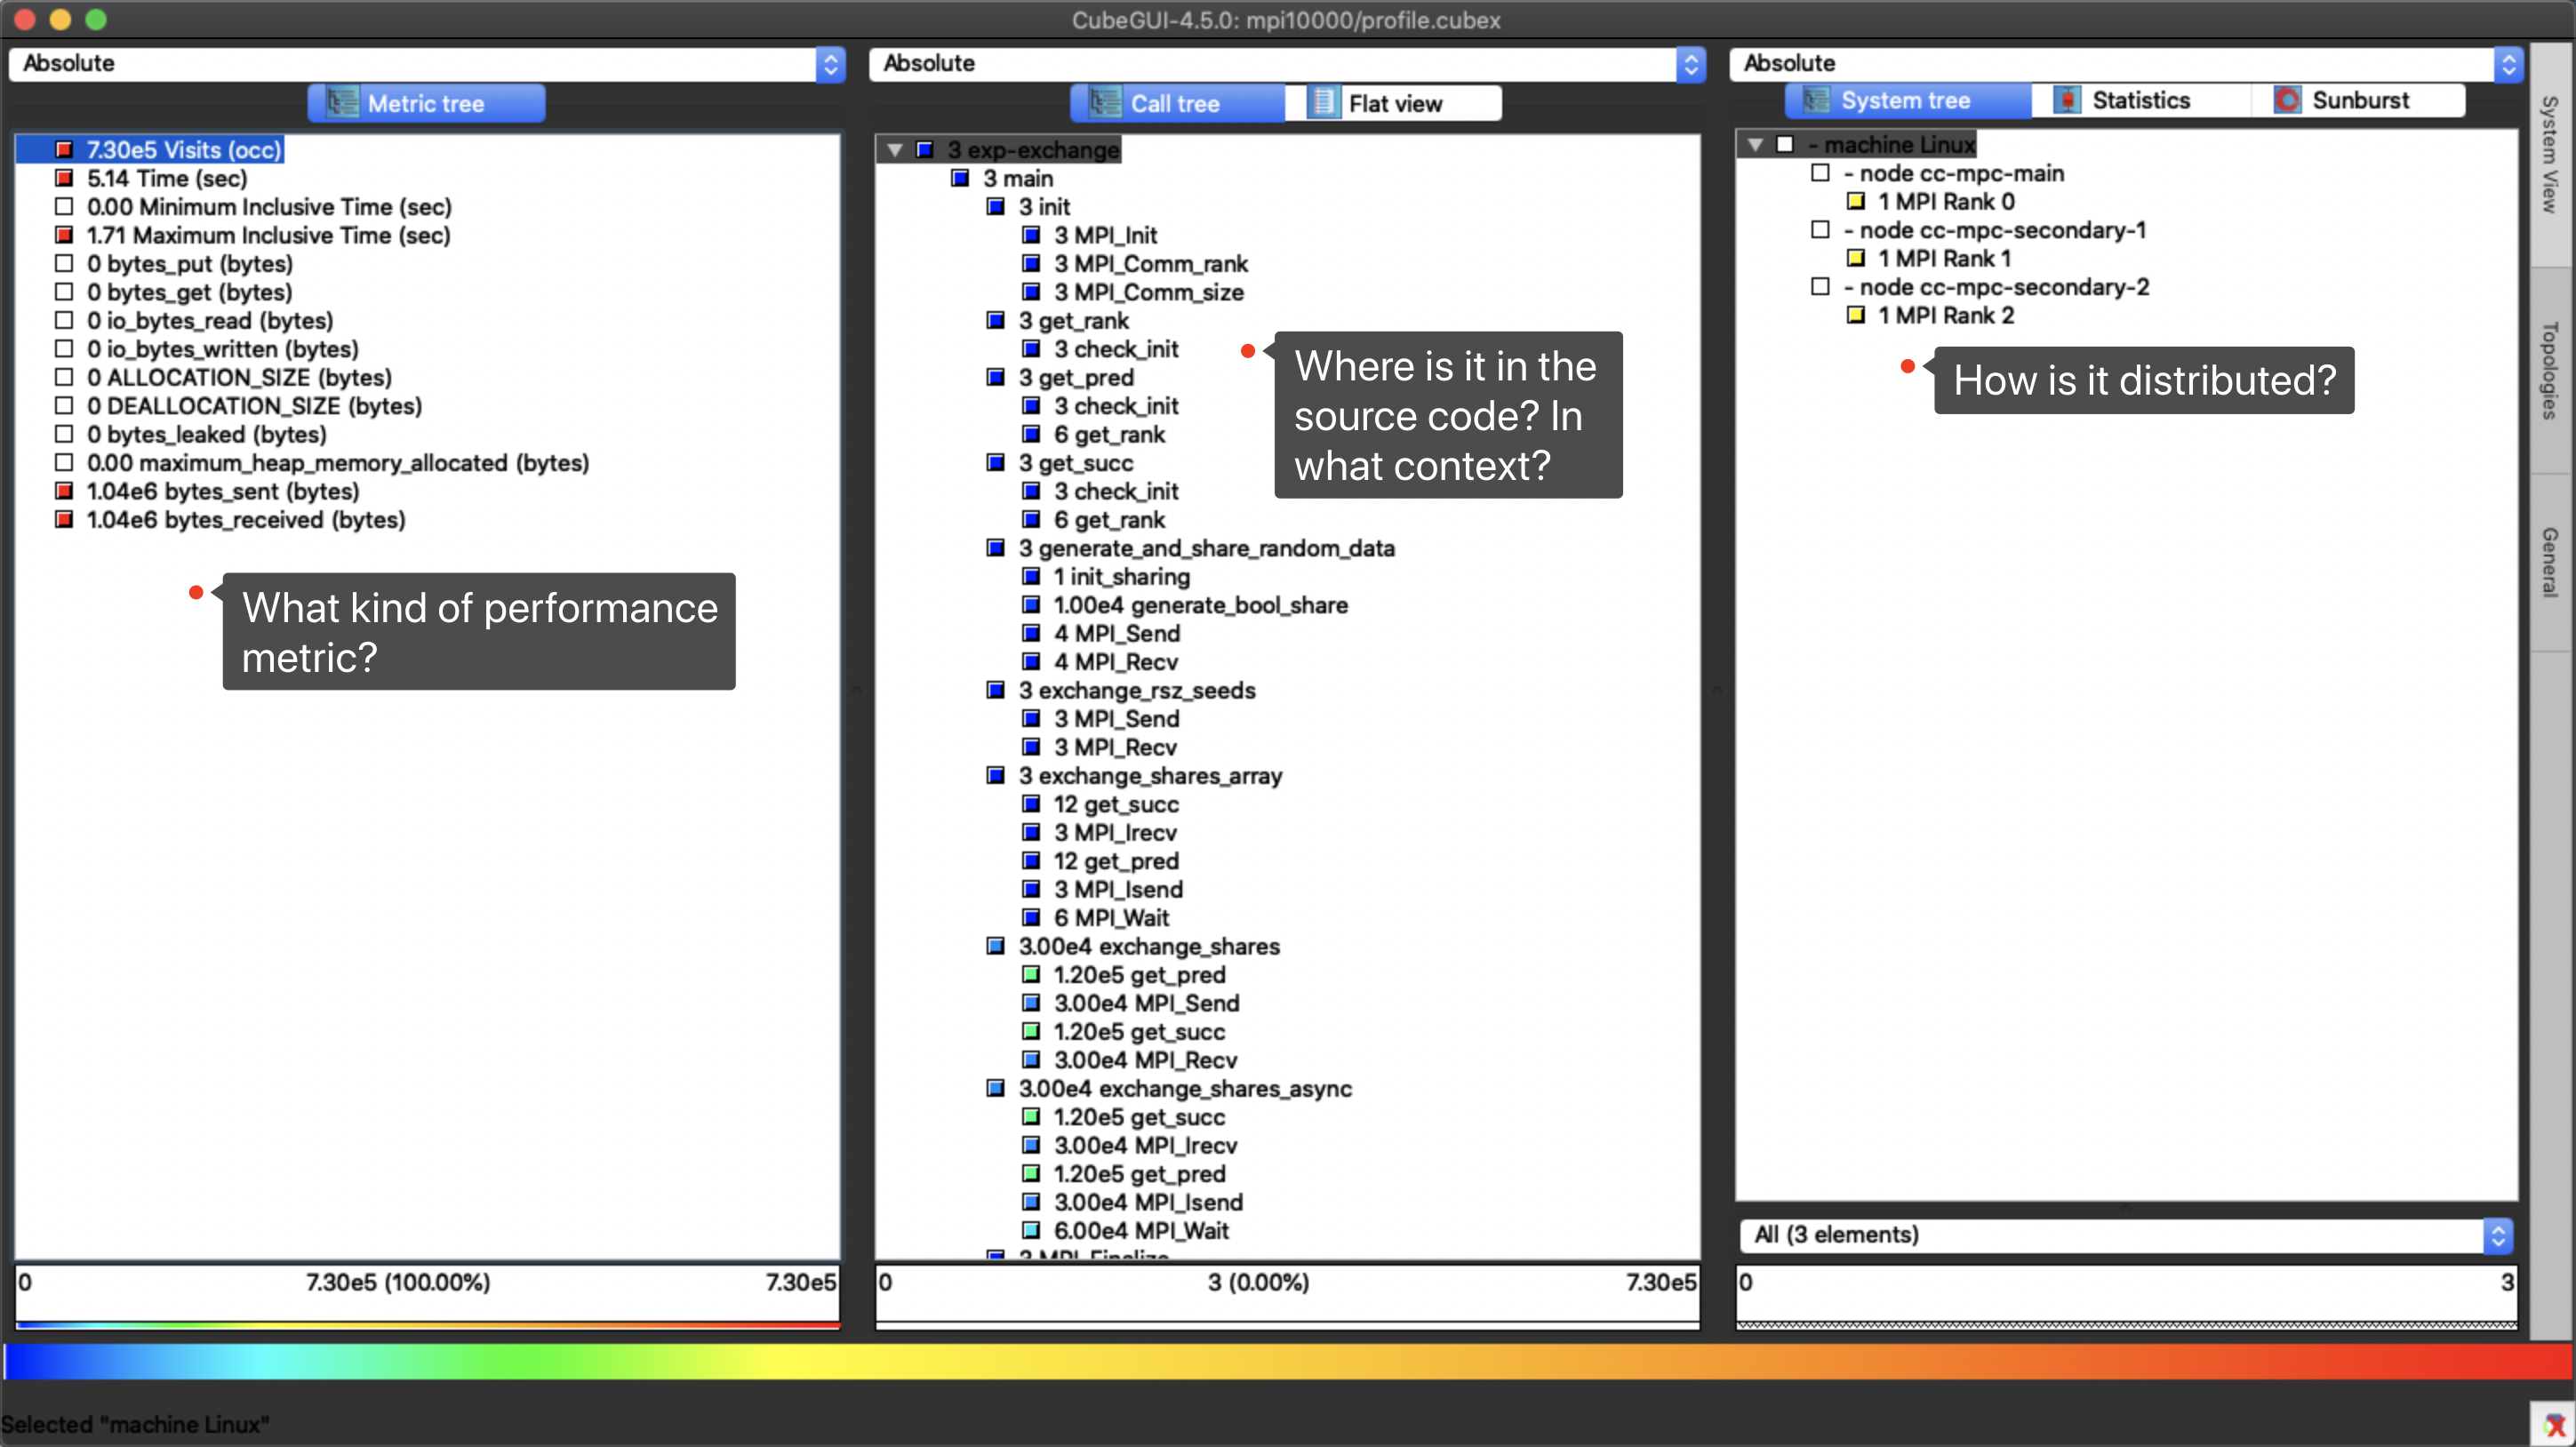 CubeGUI-4.5.0: mpi10000/profile.cubex
Absolute
Metric tree
7.30e5 Visits (occ)
5.14 Time (sec)
0.00 Minimum Inclusive Time (sec)
1.71 Maximum Inclusive Time (sec)
0 bytes_put (bytes)
0 bytes_get (bytes)
0 io_bytes_read (bytes)
0 io_bytes_written (bytes)
0 ALLOCATION_SIZE (bytes)
0 DEALLOCATION_SIZE (bytes)
0 bytes_leaked (bytes)
0.00 maximum_heap_memory_allocated (bytes)
1.04e6 bytes_sent (bytes)
1.04e6 bytes_received (bytes)
What kind of performance
metric?
0 7.30e5 (100.00%) 7.30e5
Absolute
Call tree Flat view
3 exp-exchange
3 main
3 init
3 MPI_Init
3 MPI_Comm_rank
3 MPI_Comm_size
3 get_rank
3 check_init
3 get_pred
3 check_init
6 get_rank
3 get_succ
3 check_init
6 get_rank
3 generate_and_share_random_data
1 init_sharing
1.00e4 generate_bool_share
4 MPI_Send
4 MPI_Recv
3 exchange_rsz_seeds
3 MPI_Send
3 MPI_Recv
3 exchange_shares_array
12 get_succ
3 MPI_Irecv
12 get_pred
3 MPI_Isend
6 MPI_Wait
3.00e4 exchange_shares
1.20e5 get_pred
3.00e4 MPI_Send
1.20e5 get_succ
3.00e4 MPI_Recv
3.00e4 exchange_shares_async
1.20e5 get_succ
3.00e4 MPI_Irecv
1.20e5 get_pred
3.00e4 MPI_Isend
6.00e4 MPI_Wait
3 MPI_Finalize
Where is it in the
source code? In
what context?
0 3 (0.00%) 7.30e5
Absolute
System tree Statistics Sunburst
- machine Linux
- node cc-mpc-main
1 MPI Rank 0
- node cc-mpc-secondary-1
1 MPI Rank 1
- node cc-mpc-secondary-2
1 MPI Rank 2
How is it distributed?
All (3 elements)
0 3
System View
Topologies
General
Selected "machine Linux"